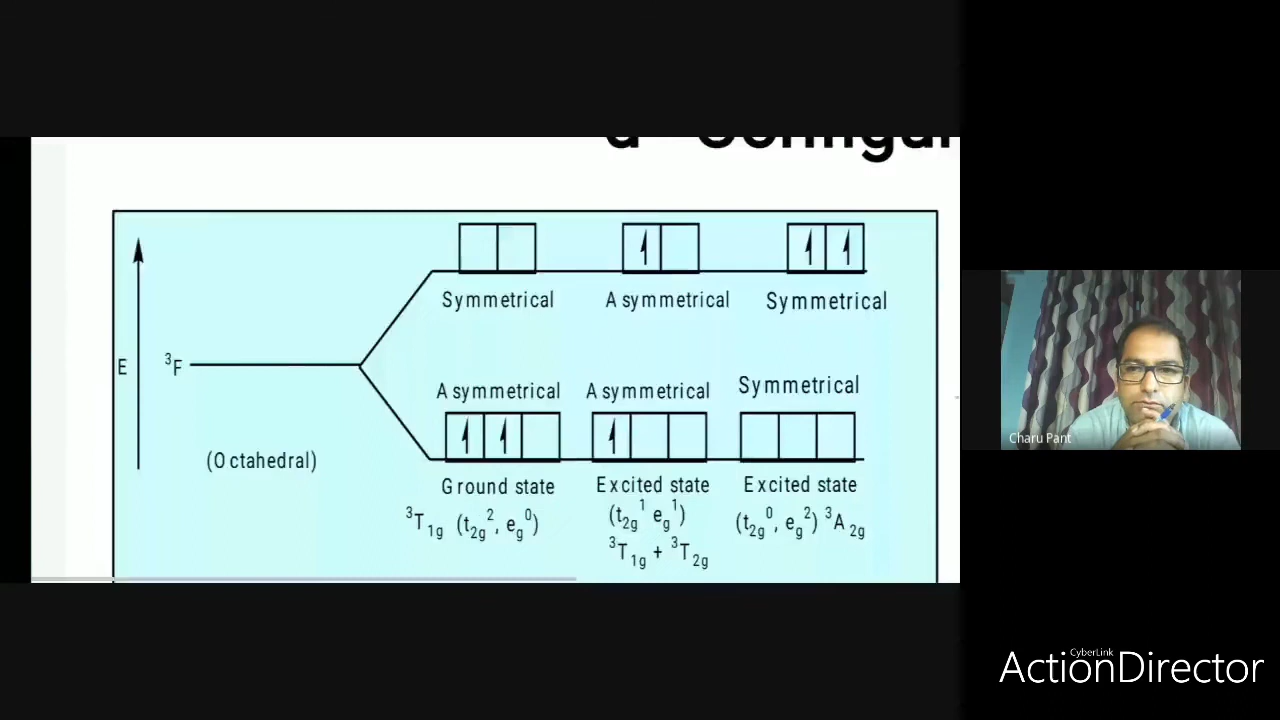 d Configur
Symmetrical Asymmetrical Symmetrical
E ³F
Asymmetrical Asymmetrical Symmetrical
(Octahedral)
Ground state Excited state Excited state
³T₁g (t₂g², eg⁰) (t₂g¹ eg¹) (t₂g⁰, eg²) ³A₂g
³T₁g + ³T₂g
Charu Pant
CyberLink
ActionDirector